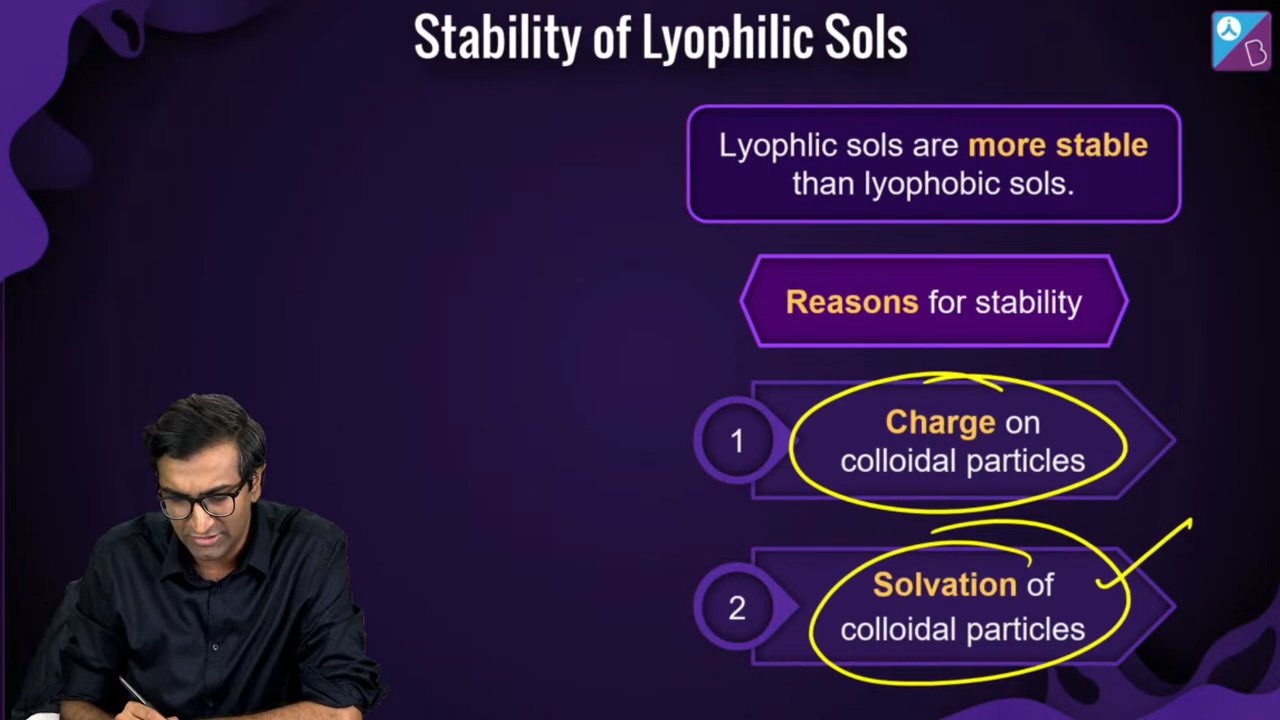 Stability of Lyophilic Sols
Lyophlic sols are more stable
than lyophobic sols.
Reasons for stability
1
Charge on
colloidal particles
2
Solvation of
colloidal particles
B